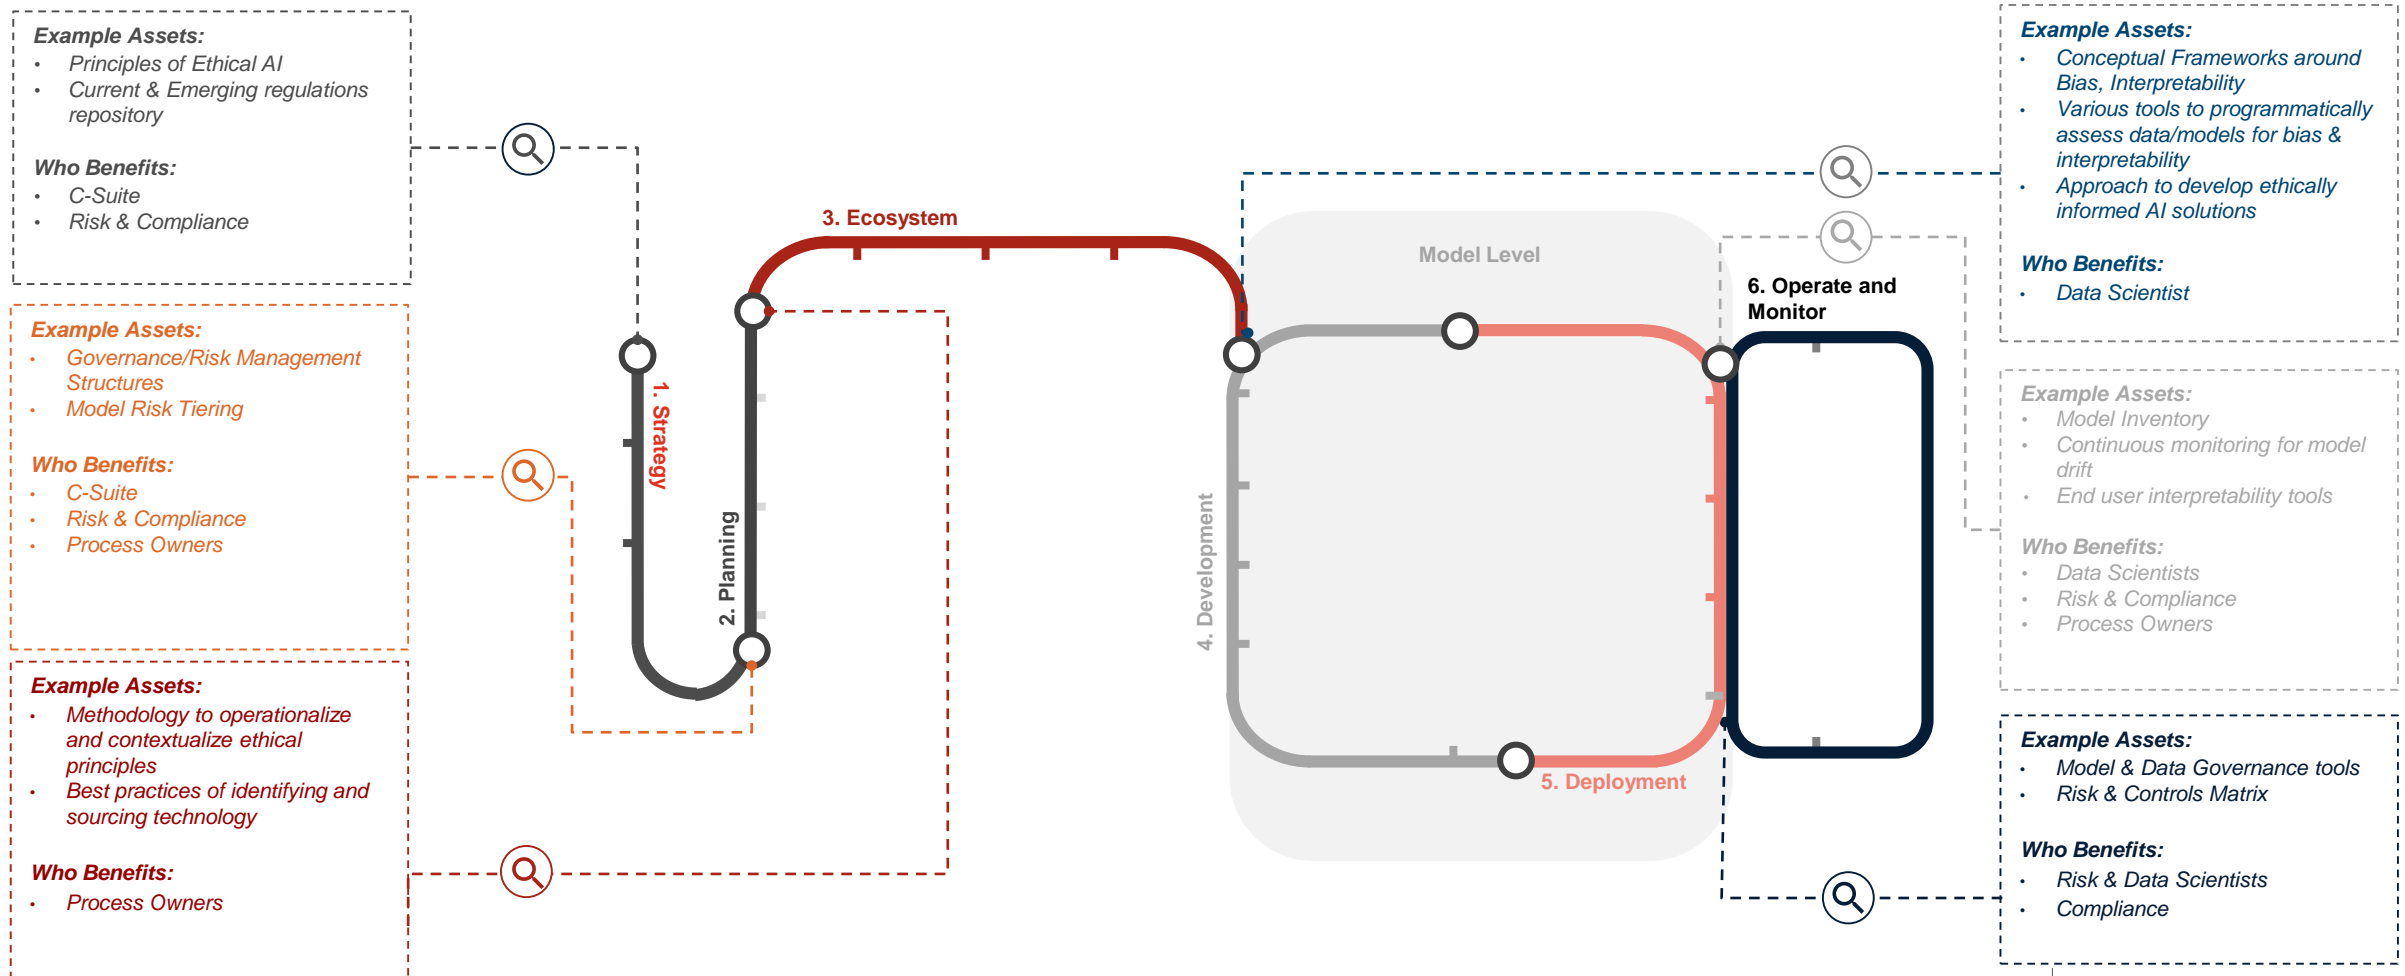 Example Assets:
• Principles of Ethical AI
• Current & Emerging regulations
repository
Who Benefits:
• C-Suite
• Risk & Compliance
Example Assets:
• Governance/Risk Management
Structures
• Model Risk Tiering
Who Benefits:
• C-Suite
• Risk & Compliance
• Process Owners
Example Assets:
• Methodology to operationalize
and contextualize ethical
principles
• Best practices of identifying and
sourcing technology
Who Benefits:
• Process Owners
1. Strategy
2. Planning
3. Ecosystem
Model Level
4. Development
5. Deployment
6. Operate and
Monitor
Example Assets:
• Conceptual Frameworks around
Bias, Interpretability
• Various tools to programmatically
assess data/models for bias &
interpretability
• Approach to develop ethically
informed AI solutions
Who Benefits:
• Data Scientist
Example Assets:
• Model Inventory
• Continuous monitoring for model
drift
• End user interpretability tools
Who Benefits:
• Data Scientists
• Risk & Compliance
• Process Owners
Example Assets:
• Model & Data Governance tools
• Risk & Controls Matrix
Who Benefits:
• Risk & Data Scientists
• Compliance